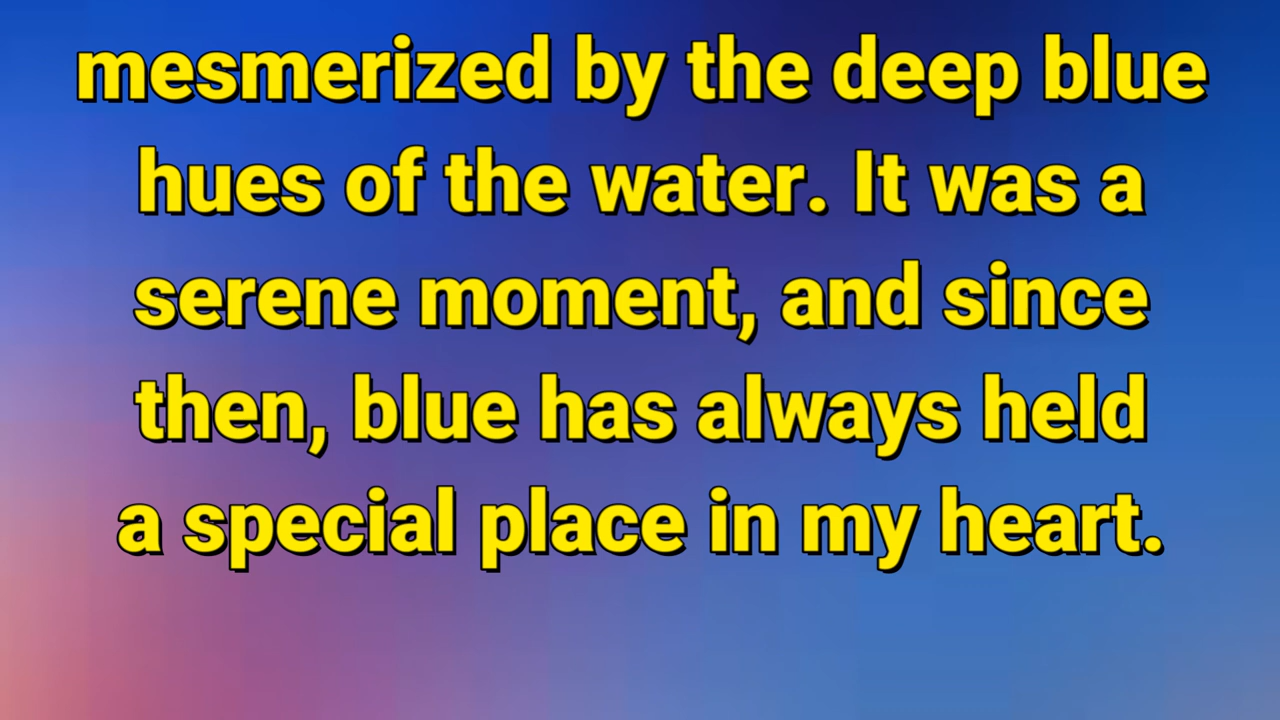 mesmerized by the deep blue
hues of the water. It was a
serene moment, and since
then, blue has always held
a special place in my heart.